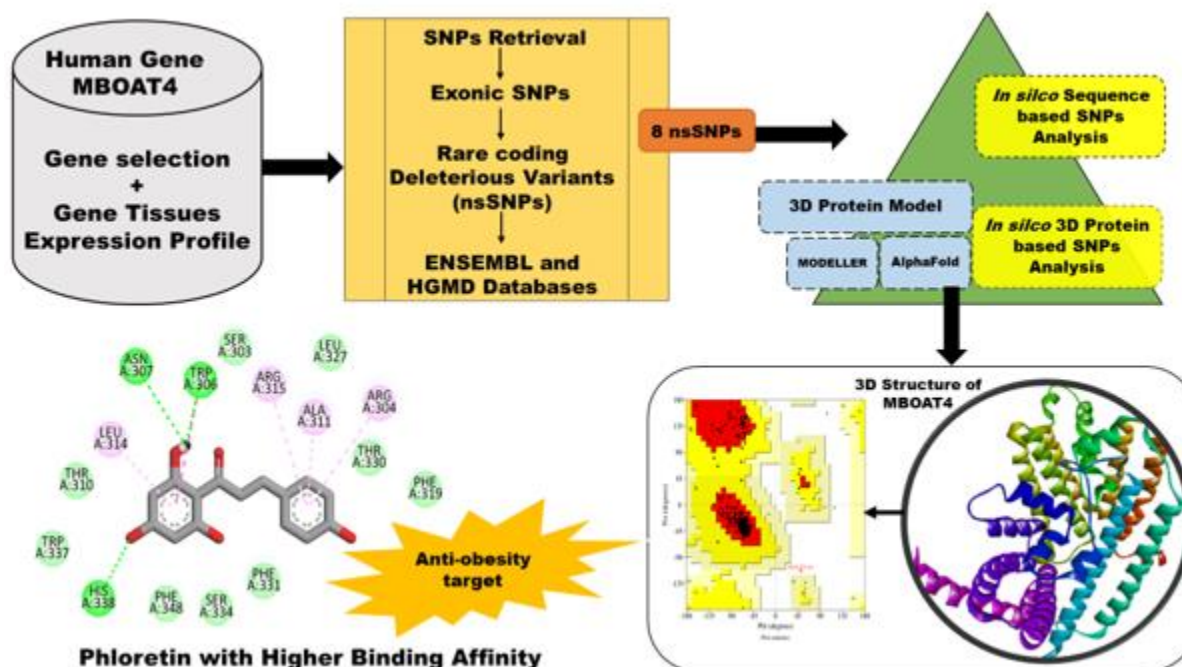 Human Gene
MBOAT4
Gene selection
+
Gene Tissues
Expression Profile
SNPs Retrieval
Exonic SNPs
Rare coding
Deleterious Variants
(nsSNPs)
ENSEMBL and
HGMD Databases
8 nsSNPs
In silco Sequence
based SNPs
Analysis
3D Protein Model
MODELLER
AlphaFold
In silico 3D Protein
based SNPs
Analysis
3D Structure of
MBOAT4
Phi (degrees)
ASN
A:307
TRP
A:306
SER
A:303
LEU
A:327
ARG
A:315
ALA
A:311
ARG
A:304
LEU
A:314
THR
A:310
THR
A:330
PHE
A:319
TRP
A:337
HIS
A:338
PHE
A:348
SER
A:334
PHE
A:331
Anti-obesity
target
Phloretin with Higher Binding Affinity